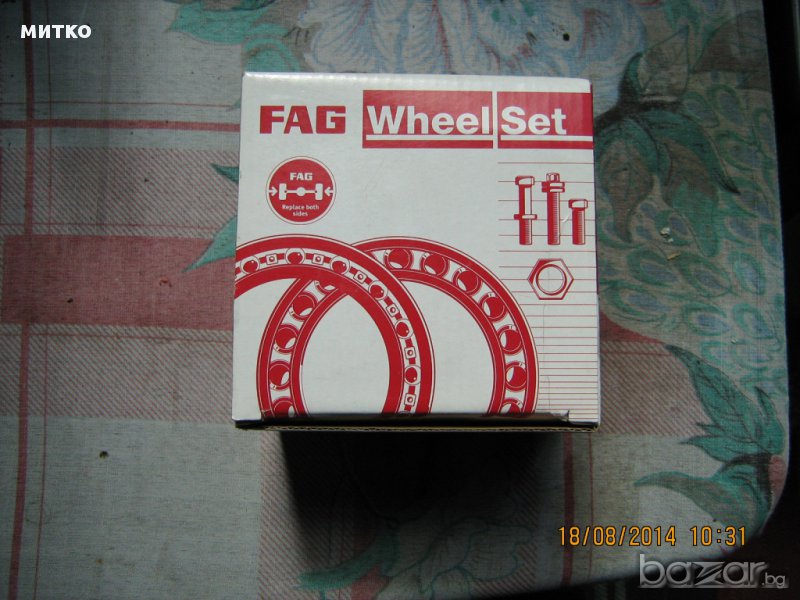 МИТКО
FAG Wheel Set
FAG
Replace both
sides
18/08/2014 10:31
bazar.bg